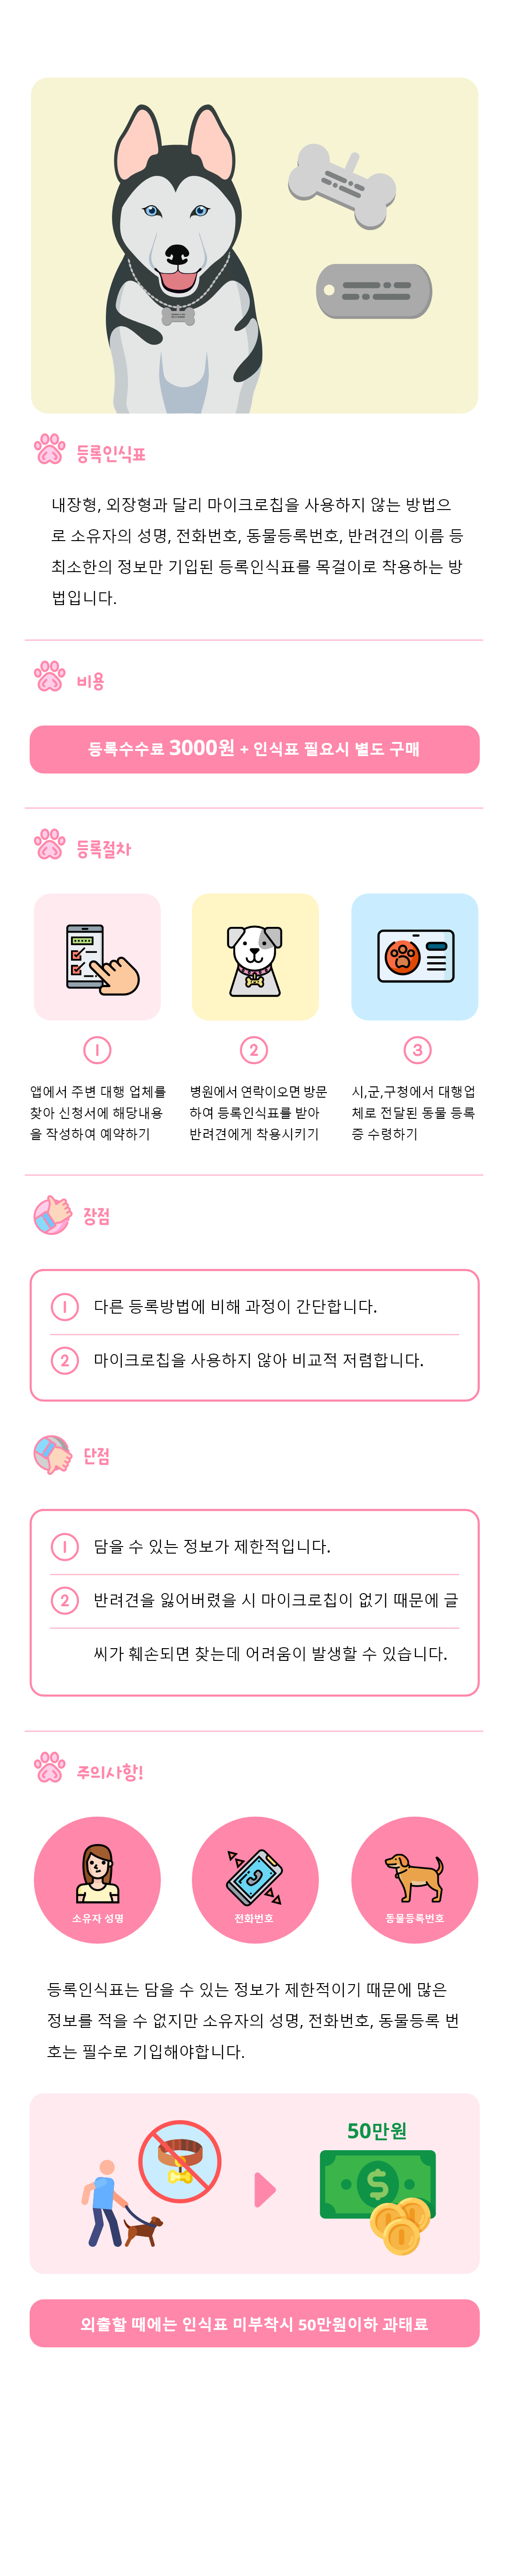 등록인식표
내장형, 외장형과 달리 마이크로칩을 사용하지 않는 방법으
로 소유자의 성명, 전화번호, 동물등록번호, 반려견의 이름 등
최소한의 정보만 기입된 등록인식표를 목걸이로 착용하는 방
법입니다.
비용
등록수수료 3000원 + 인식표 필요시 별도 구매
등록절차
1
앱에서 주변 대행 업체를
찾아 신청서에 해당내용
을 작성하여 예약하기
2
병원에서 연락이오면 방문
하여 등록인식표를 받아
반려견에게 착용시키기
3
시,군,구청에서 대행업
체로 전달된 동물 등록
증 수령하기
장점
1 다른 등록방법에 비해 과정이 간단합니다.
2 마이크로칩을 사용하지 않아 비교적 저렴합니다.
단점
1 담을 수 있는 정보가 제한적입니다.
2 반려견을 잃어버렸을 시 마이크로칩이 없기 때문에 글
씨가 훼손되면 찾는데 어려움이 발생할 수 있습니다.
주의사항!
소유자 성명
전화번호
동물등록번호
등록인식표는 담을 수 있는 정보가 제한적이기 때문에 많은
정보를 적을 수 없지만 소유자의 성명, 전화번호, 동물등록 번
호는 필수로 기입해야합니다.
50만원
$
외출할 때에는 인식표 미부착시 50만원이하 과태료